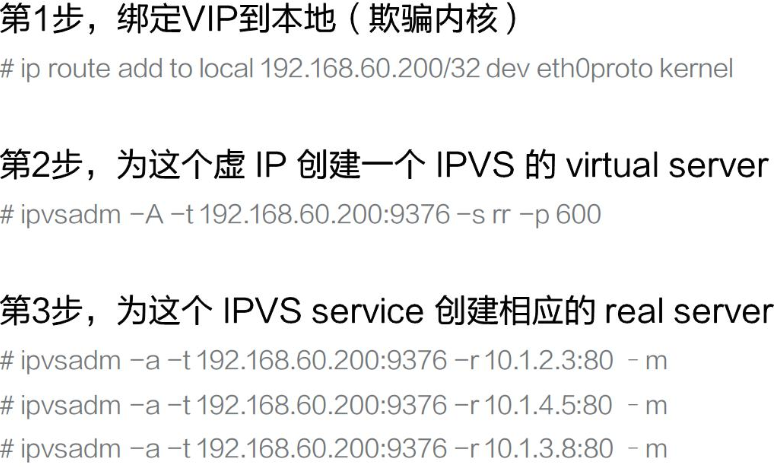 第1步，绑定VIP到本地（欺骗内核）
# ip route add to local 192.168.60.200/32 dev eth0proto kernel
第2步，为这个虚 IP 创建一个 IPVS 的 virtual server
# ipvsadm –A –t 192.168.60.200:9376 –s rr –p 600
第3步，为这个 IPVS service 创建相应的 real server
# ipvsadm –a –t 192.168.60.200:9376 –r 10.1.2.3:80 –m
# ipvsadm –a –t 192.168.60.200:9376 –r 10.1.4.5:80 –m
# ipvsadm –a –t 192.168.60.200:9376 –r 10.1.3.8:80 –m